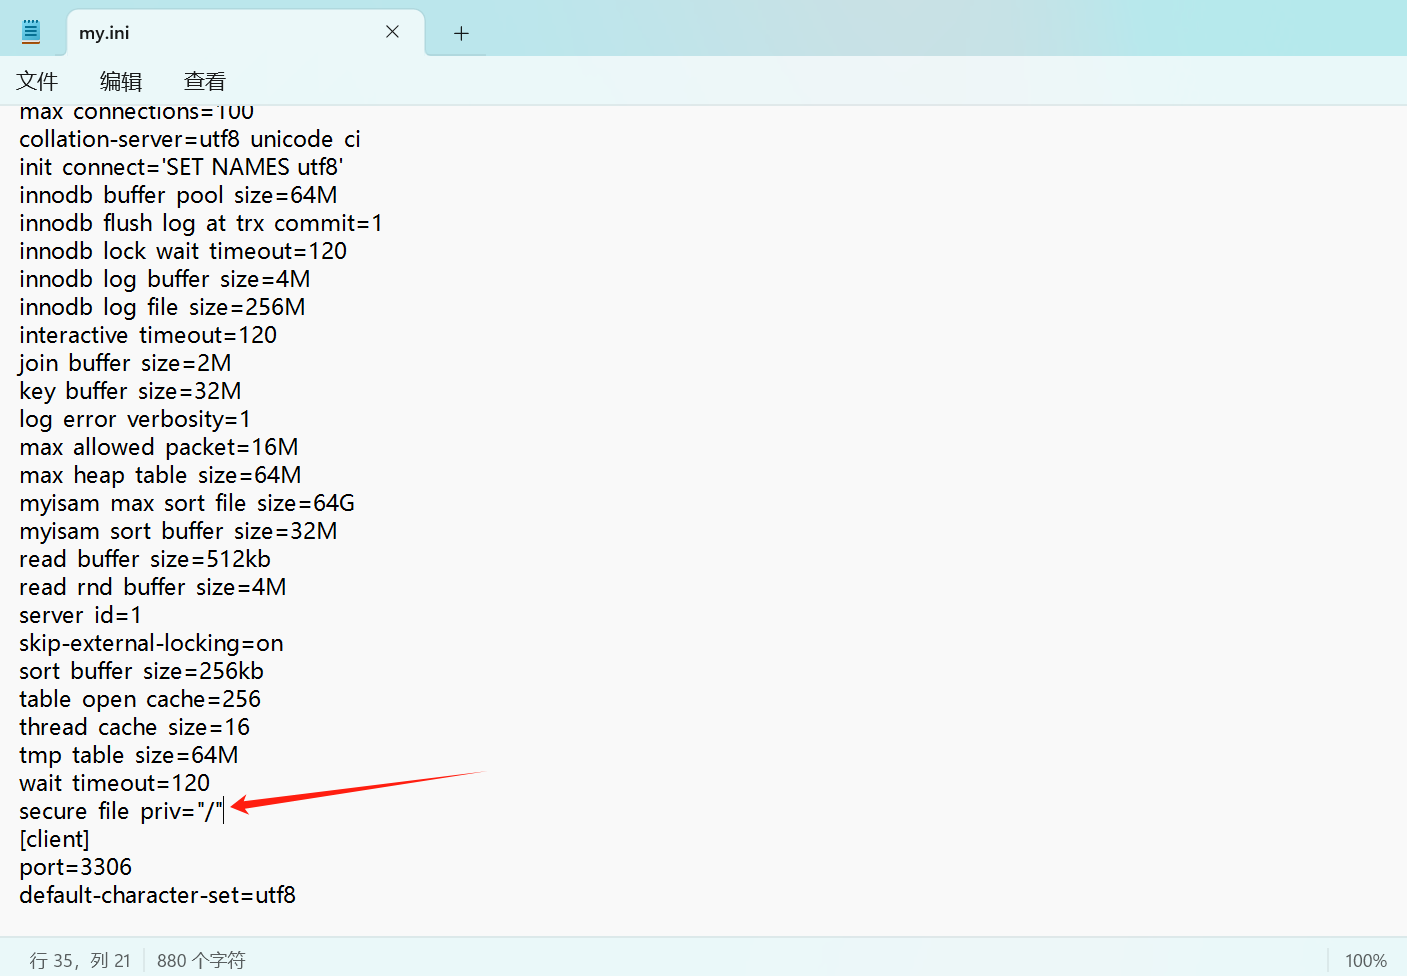 my.ini
文件 编辑 查看
max connections=100
collation-server=utf8 unicode ci
init connect='SET NAMES utf8'
innodb buffer pool size=64M
innodb flush log at trx commit=1
innodb lock wait timeout=120
innodb log buffer size=4M
innodb log file size=256M
interactive timeout=120
join buffer size=2M
key buffer size=32M
log error verbosity=1
max allowed packet=16M
max heap table size=64M
myisam max sort file size=64G
myisam sort buffer size=32M
read buffer size=512kb
read rnd buffer size=4M
server id=1
skip-external-locking=on
sort buffer size=256kb
table open cache=256
thread cache size=16
tmp table size=64M
wait timeout=120
secure file priv="/"
[client]
port=3306
default-character-set=utf8
行 35，列 21 880 个字符 100%